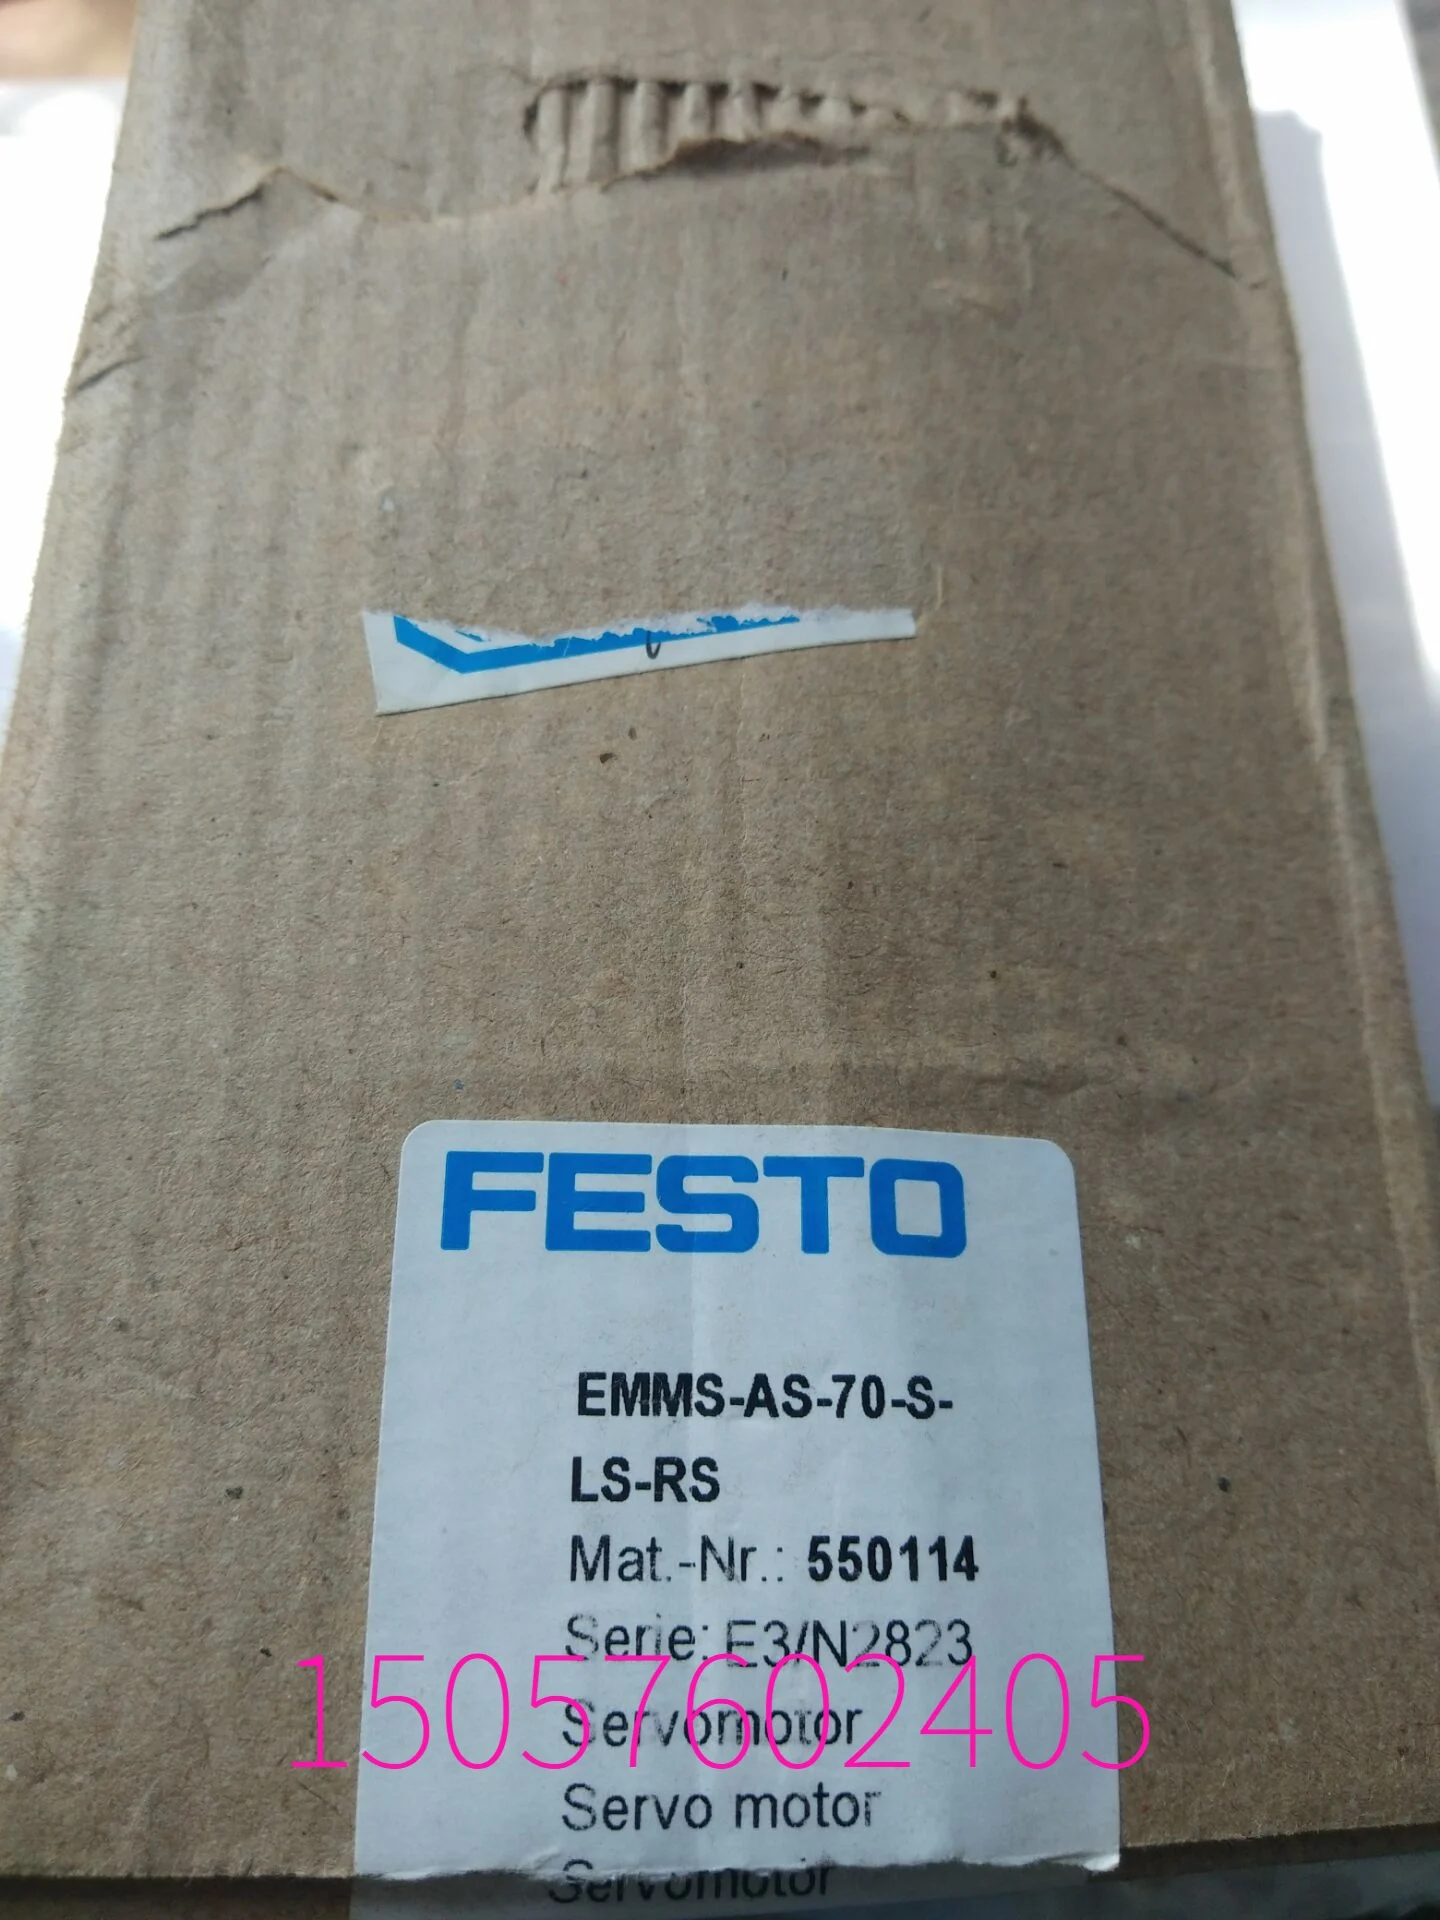 FESTO
EMMS-AS-70-S-
LS-RS
Mat.-Nr.: 550114
Serie: E3/N2823
15057602405
Servomotor
Servo motor
Servomotor